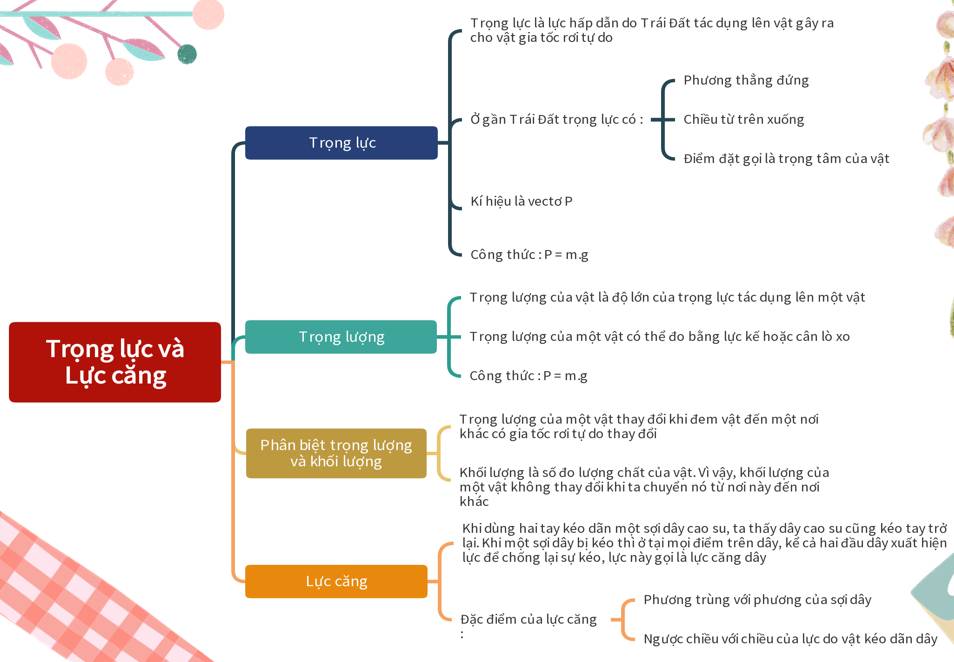 Trọng lực và
Lực căng
Trọng lực
Trọng lực là lực hấp dẫn do Trái Đất tác dụng lên vật gây ra
cho vật gia tốc rơi tự do
Ở gần Trái Đất trọng lực có :
Phương thẳng đứng
Chiều từ trên xuống
Điểm đặt gọi là trọng tâm của vật
Kí hiệu là vectơ P
Công thức : P = m.g
Trọng lượng
Trọng lượng của vật là độ lớn của trọng lực tác dụng lên một vật
Trọng lượng của một vật có thể đo bằng lực kế hoặc cân lò xo
Công thức : P = m.g
Phân biệt trọng lượng
và khối lượng
Trọng lượng của một vật thay đổi khi đem vật đến một nơi
khác có gia tốc rơi tự do thay đổi
Khối lượng là số đo lượng chất của vật. Vì vậy, khối lượng của
một vật không thay đổi khi ta chuyển nó từ nơi này đến nơi
khác
Lực căng
Khi dùng hai tay kéo dãn một sợi dây cao su, ta thấy dây cao su cũng kéo tay trở
lại. Khi một sợi dây bị kéo thì ở tại mọi điểm trên dây, kể cả hai đầu dây xuất hiện
lực để chống lại sự kéo, lực này gọi là lực căng dây
Đặc điểm của lực căng
:
Phương trùng với phương của sợi dây
Ngược chiều với chiều của lực do vật kéo dãn dây